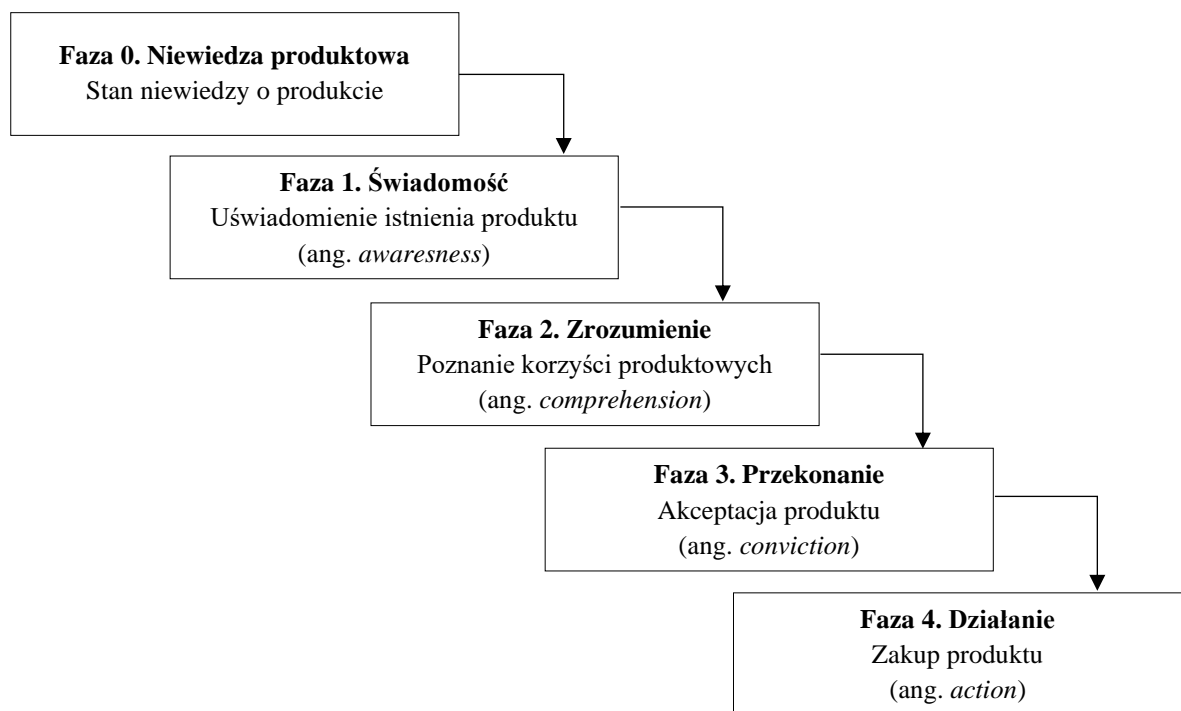 Faza 0. Niewiedza produktowa
Stan niewiedzy o produkcie
Faza 1. Świadomość
Uświadomienie istnienia produktu
(ang. awaresness)
Faza 2. Zrozumienie
Poznanie korzyści produktowych
(ang. comprehension)
Faza 3. Przekonanie
Akceptacja produktu
(ang. conviction)
Faza 4. Działanie
Zakup produktu
(ang. action)